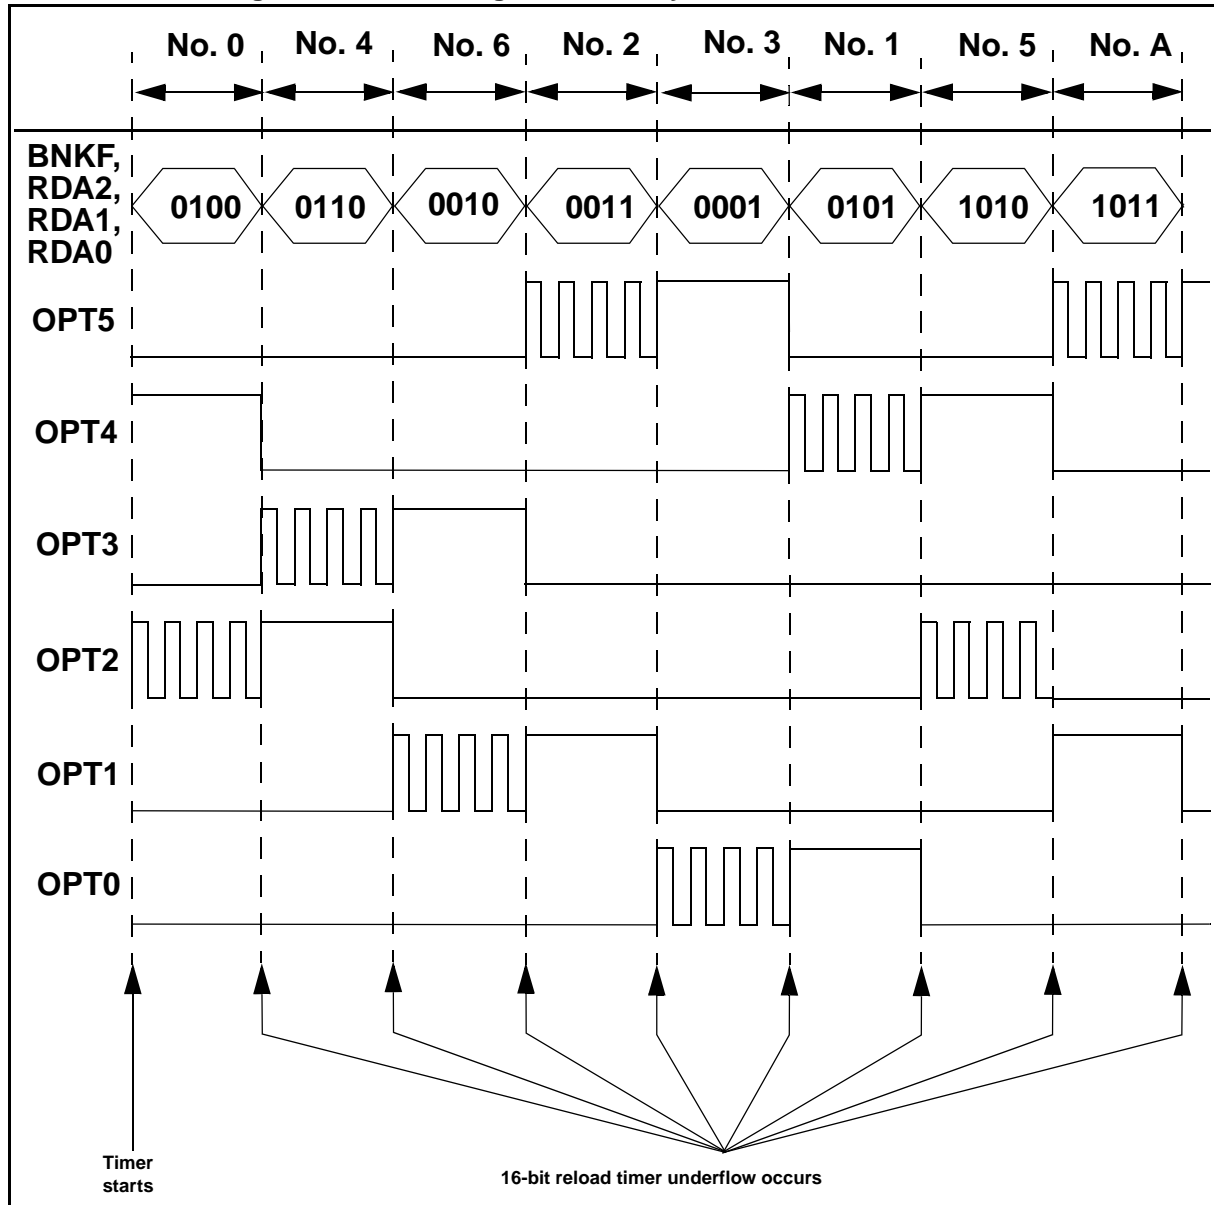 No. 0 No. 4 No. 6 No. 2 No. 3 No. 1 No. 5 No. A
BNKF,
RDA2,
RDA1,
RDA0
0100 0110 0010 0011 0001 0101 1010 1011
OPT5
OPT4
OPT3
OPT2
OPT1
OPT0
Timer
starts
16-bit reload timer underflow occurs